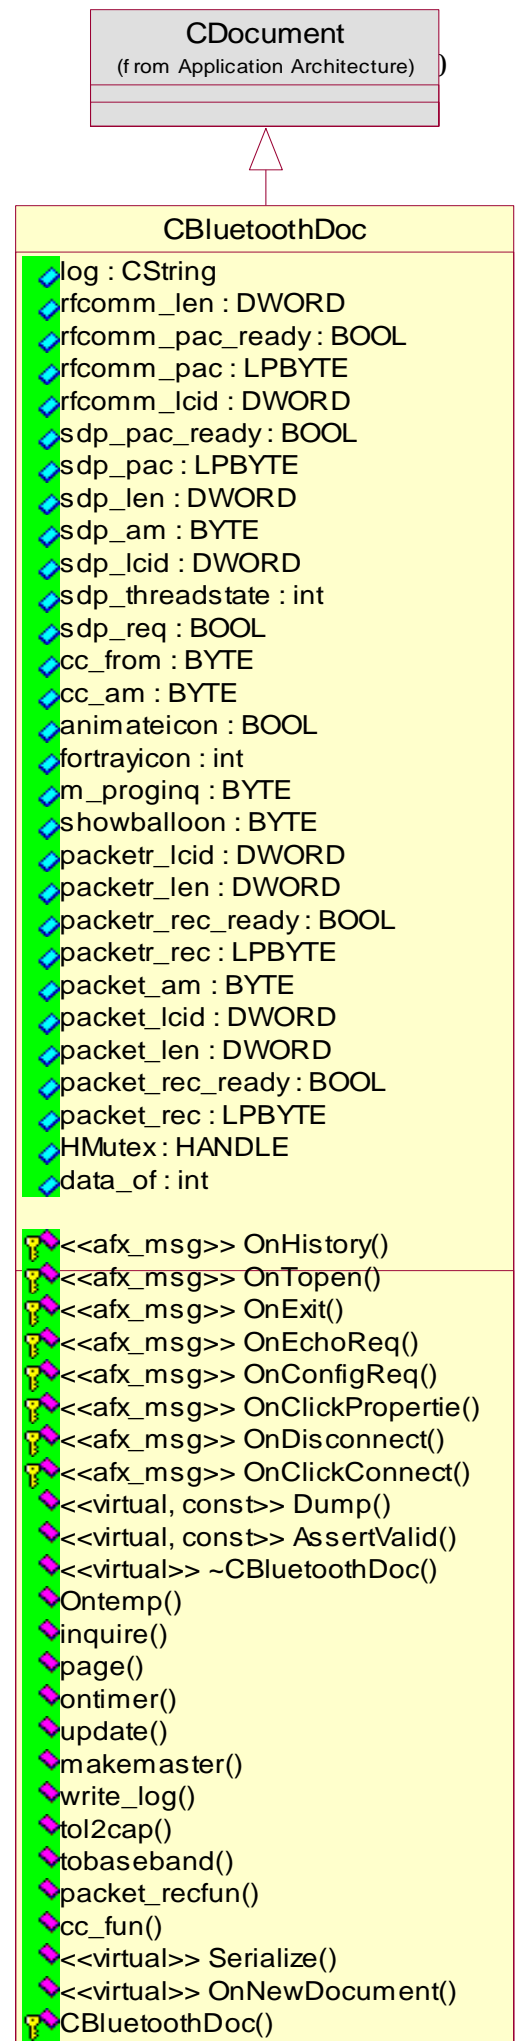 CDocument
(from Application Architecture) )
CBluetoothDoc
log : CString
rfcomm_len : DWORD
rfcomm_pac_ready : BOOL
rfcomm_pac : LPBYTE
rfcomm_lcid : DWORD
sdp_pac_ready : BOOL
sdp_pac : LPBYTE
sdp_len : DWORD
sdp_am : BYTE
sdp_lcid : DWORD
sdp_threadstate : int
sdp_req : BOOL
cc_from : BYTE
cc_am : BYTE
animateicon : BOOL
fortrayicon : int
m_proginq : BYTE
showballoon : BYTE
packetr_lcid : DWORD
packetr_len : DWORD
packetr_rec_ready : BOOL
packetr_rec : LPBYTE
packet_am : BYTE
packet_lcid : DWORD
packet_len : DWORD
packet_rec_ready : BOOL
packet_rec : LPBYTE
HMutex : HANDLE
data_of : int
<<afx_msg>> OnHistory()
<<afx_msg>> OnTopen()
<<afx_msg>> OnExit()
<<afx_msg>> OnEchoReq()
<<afx_msg>> OnConfigReq()
<<afx_msg>> OnClickPropertie()
<<afx_msg>> OnDisconnect()
<<afx_msg>> OnClickConnect()
<<virtual, const>> Dump()
<<virtual, const>> AssertValid()
<<virtual>> ~CBluetoothDoc()
Ontemp()
inquire()
page()
ontimer()
update()
makemaster()
write_log()
tol2cap()
tobaseband()
packet_recfun()
cc_fun()
<<virtual>> Serialize()
<<virtual>> OnNewDocument()
CBluetoothDoc()